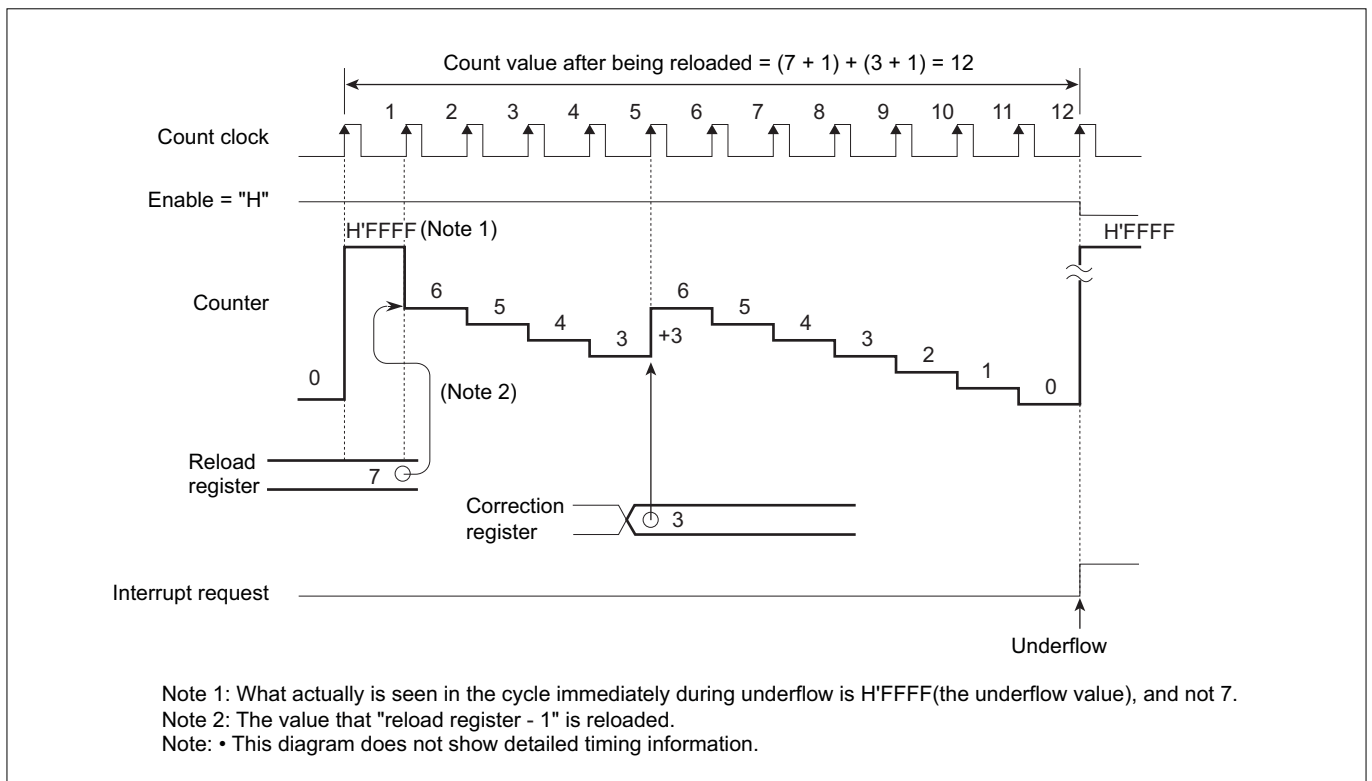 Count value after being reloaded = (7 + 1) + (3 + 1) = 12
1 2 3 4 5 6 7 8 9 10 11 12
Count clock
Enable = "H"
H'FFFF (Note 1)
H'FFFF
Counter
0
6
5
4
3
+3
6
5
4
3
2
1
0
(Note 2)
Reload
register
7
Correction
register
3
Interrupt request
Underflow
Note 1: What actually is seen in the cycle immediately during underflow is H'FFFF(the underflow value), and not 7.
Note 2: The value that "reload register - 1" is reloaded.
Note: • This diagram does not show detailed timing information.